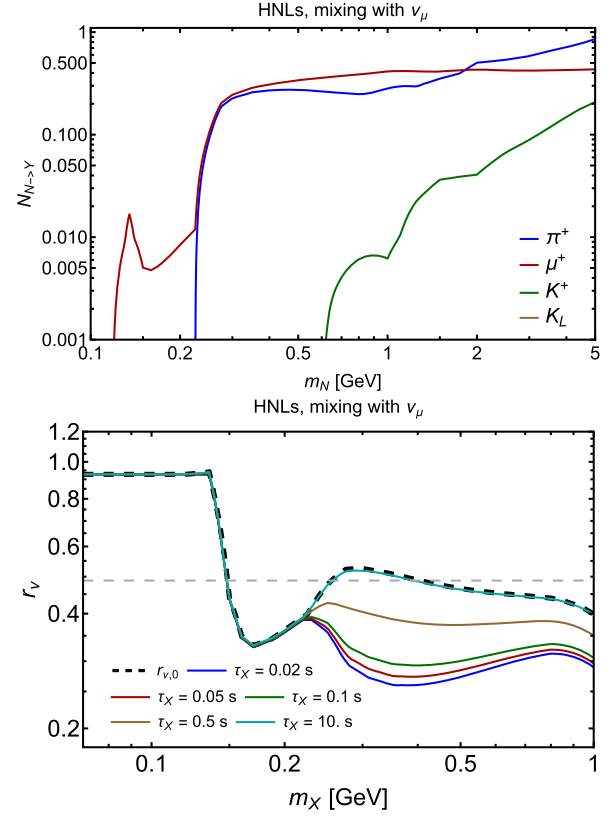 HNLs, mixing with νμ
1
0.500
0.100
0.050
0.010
0.005
0.001
N_{N->Y}
π+
μ+
K+
K_L
0.1 0.2 0.5 1 2 5
m_N [GeV]
HNLs, mixing with νμ
1.2
1.0
0.8
0.6
0.4
0.2
r_ν
r_{ν,0} τ_X = 0.02 s
τ_X = 0.05 s τ_X = 0.1 s
τ_X = 0.5 s τ_X = 10. s
0.1 0.2 0.5 1
m_X [GeV]